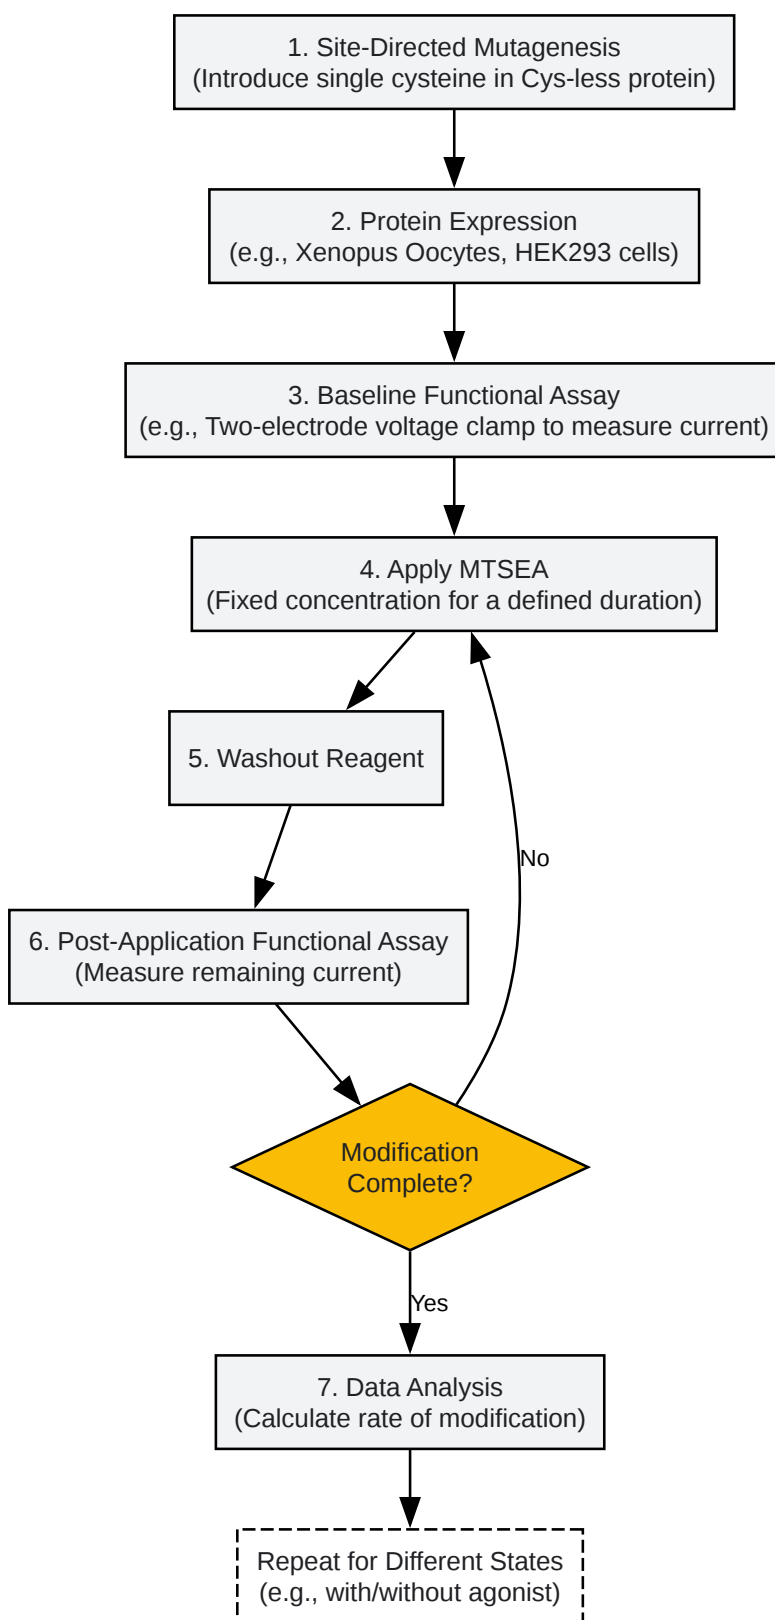 1. Site-Directed Mutagenesis
(Introduce single cysteine in Cys-less protein)
2. Protein Expression
(e.g., Xenopus Oocytes, HEK293 cells)
3. Baseline Functional Assay
(e.g., Two-electrode voltage clamp to measure current)
4. Apply MTSEA
(Fixed concentration for a defined duration)
5. Washout Reagent
No
6. Post-Application Functional Assay
(Measure remaining current)
Modification
Complete?
Yes
7. Data Analysis
(Calculate rate of modification)
Repeat for Different States
(e.g., with/without agonist)